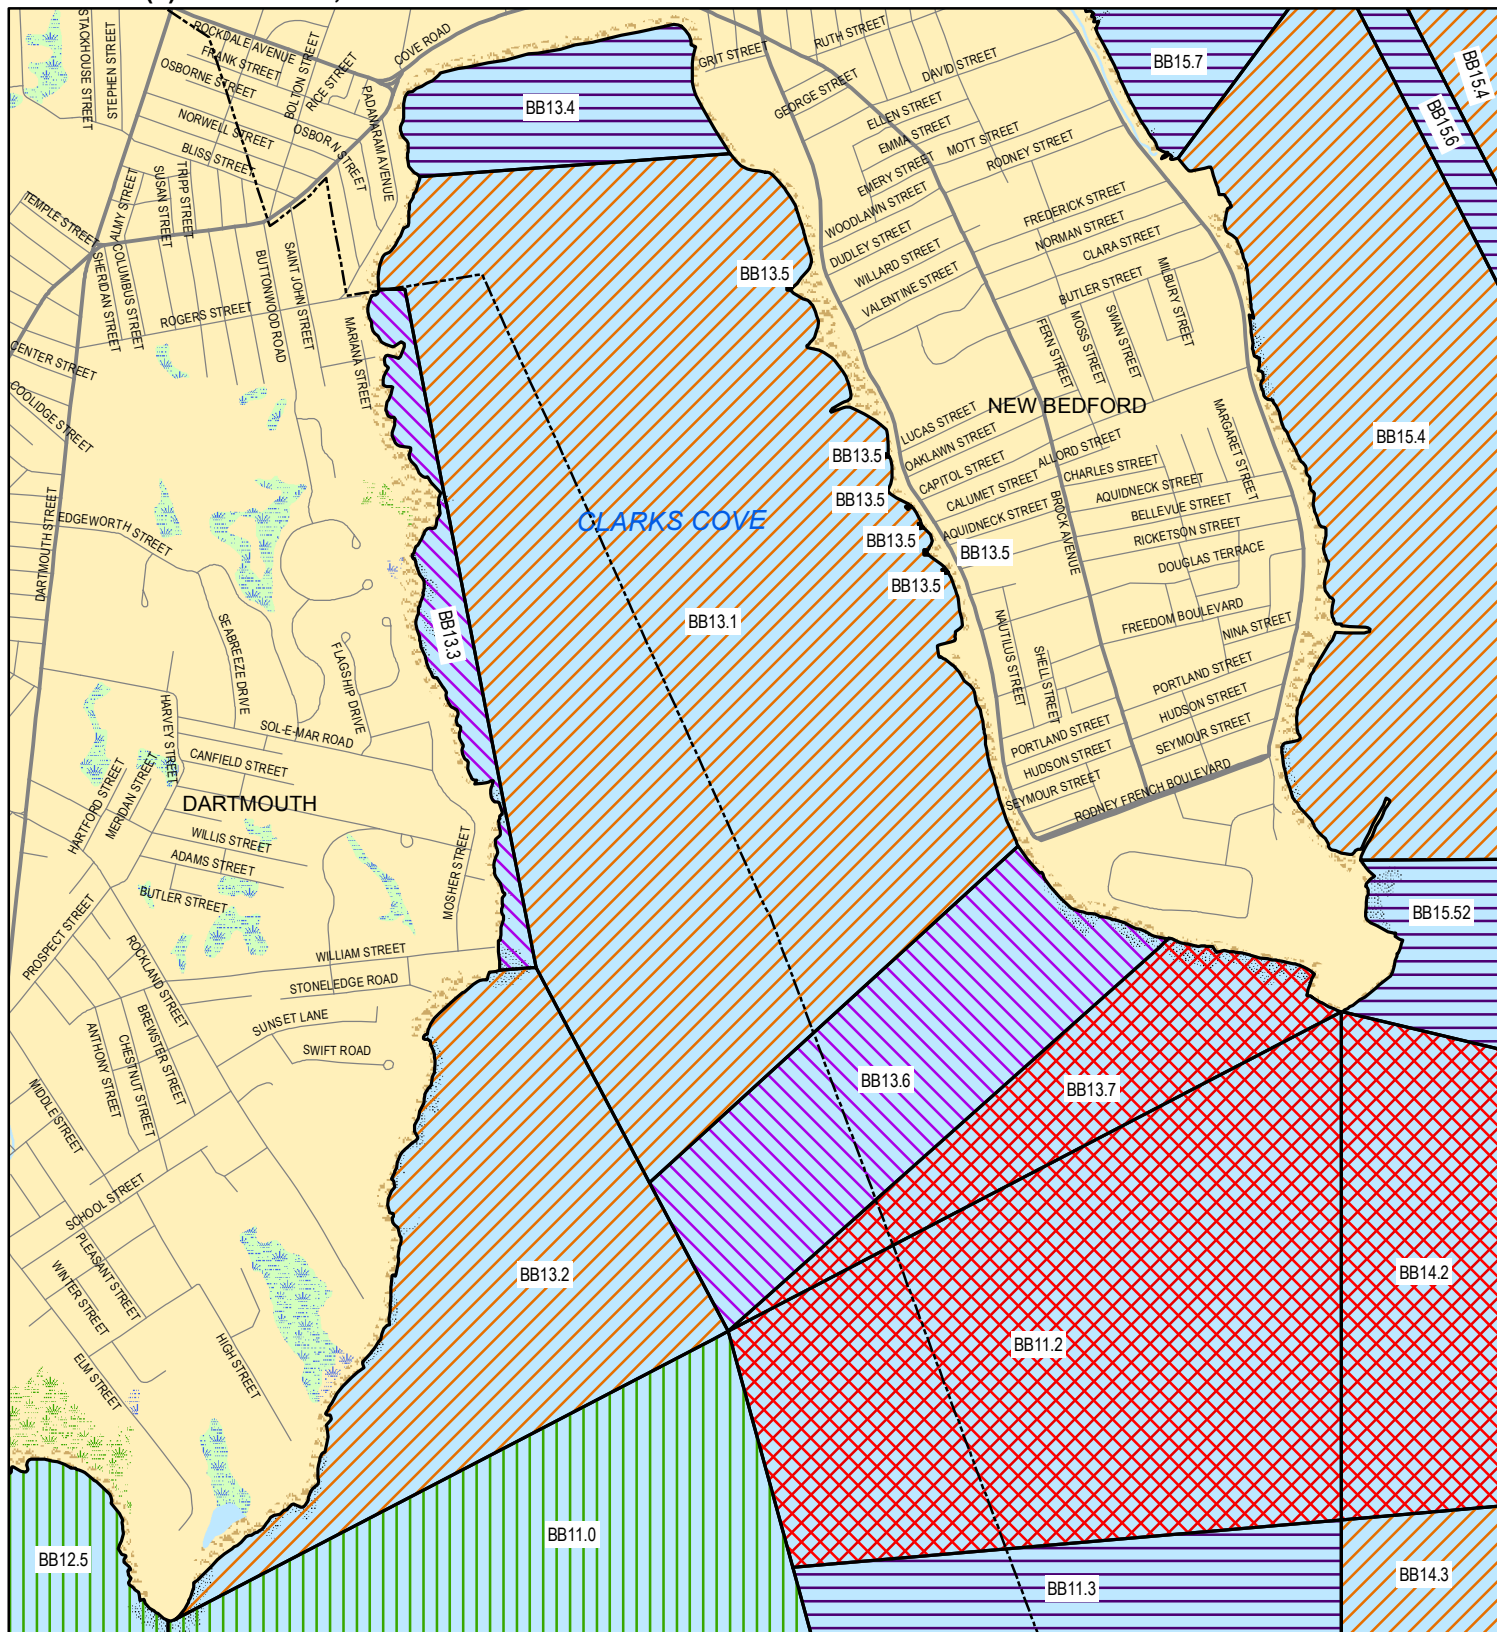 STACKHOUSE STREET
STEPHEN STREET
ROCKDALE AVENUE
FRANK STREET
OSBORNE STREET
BOLTON STREET
RICE STREET
COVE ROAD
NORWELL STREET
OSBORN STREET
PADANARAM AVENUE
BLISS STREET
TRIPP STREET
SUSAN STREET
ALMY STREET
TEMPLE STREET
SHERIDAN STREET
COLUMBUS STREET
BUTTONWOOD ROAD
SAINT JOHN STREET
ROGERS STREET
MARIANA STREET
CENTER STREET
COOLIDGE STREET
DARTMOUTH STREET
EDGEWORTH STREET
SEABREEZE DRIVE
FLAGSHIP DRIVE
HARVEY STREET
SOL-E-MAR ROAD
CANFIELD STREET
HARTFORD STREET
MERIDAN STREET
DARTMOUTH
WILLIS STREET
ADAMS STREET
BUTLER STREET
MOSHER STREET
PROSPECT STREET
ROCKLAND STREET
WILLIAM STREET
STONELEDGE ROAD
SUNSET LANE
SWIFT ROAD
BREWSTER STREET
CHESTNUT STREET
ANTHONY STREET
MIDDLE STREET
SCHOOL STREET
PLEASANT STREET
WINTER STREET
ELM STREET
HIGH STREET
GRIT STREET
RUTH STREET
GEORGE STREET
DAVID STREET
ELLEN STREET
EMMA STREET
MOTT STREET
EMERY STREET
RODNEY STREET
WOODLAWN STREET
DUDLEY STREET
FREDERICK STREET
NORMAN STREET
WILLARD STREET
CLARA STREET
VALENTINE STREET
BUTLER STREET
MILBURY STREET
SWAN STREET
MOSS STREET
FERN STREET
NEW BEDFORD
LUCAS STREET
OAKLAWN STREET
CAPITOL STREET
ALLORD STREET
MARGARET STREET
CHARLES STREET
CALUMET STREET
AQUIDNECK STREET
AQUIDNECK STREET
BROCK AVENUE
BELLEVUE STREET
RICKETSON STREET
DOUGLAS TERRACE
FREEDOM BOULEVARD
NINA STREET
NAUTILUS STREET
SHELL STREET
PORTLAND STREET
HUDSON STREET
SEYMOUR STREET
PORTLAND STREET
HUDSON STREET
SEYMOUR STREET
RODNEY FRENCH BOULEVARD
CLARKS COVE
BB13.4
BB15.7
BB15.6
BB15.4
BB13.5
BB15.4
BB13.5
BB13.5
BB13.5
BB13.5
BB13.5
BB13.1
BB13.3
BB15.52
BB13.6
BB13.7
BB13.2
BB14.2
BB11.2
BB11.0
BB12.5
BB11.3
BB14.3